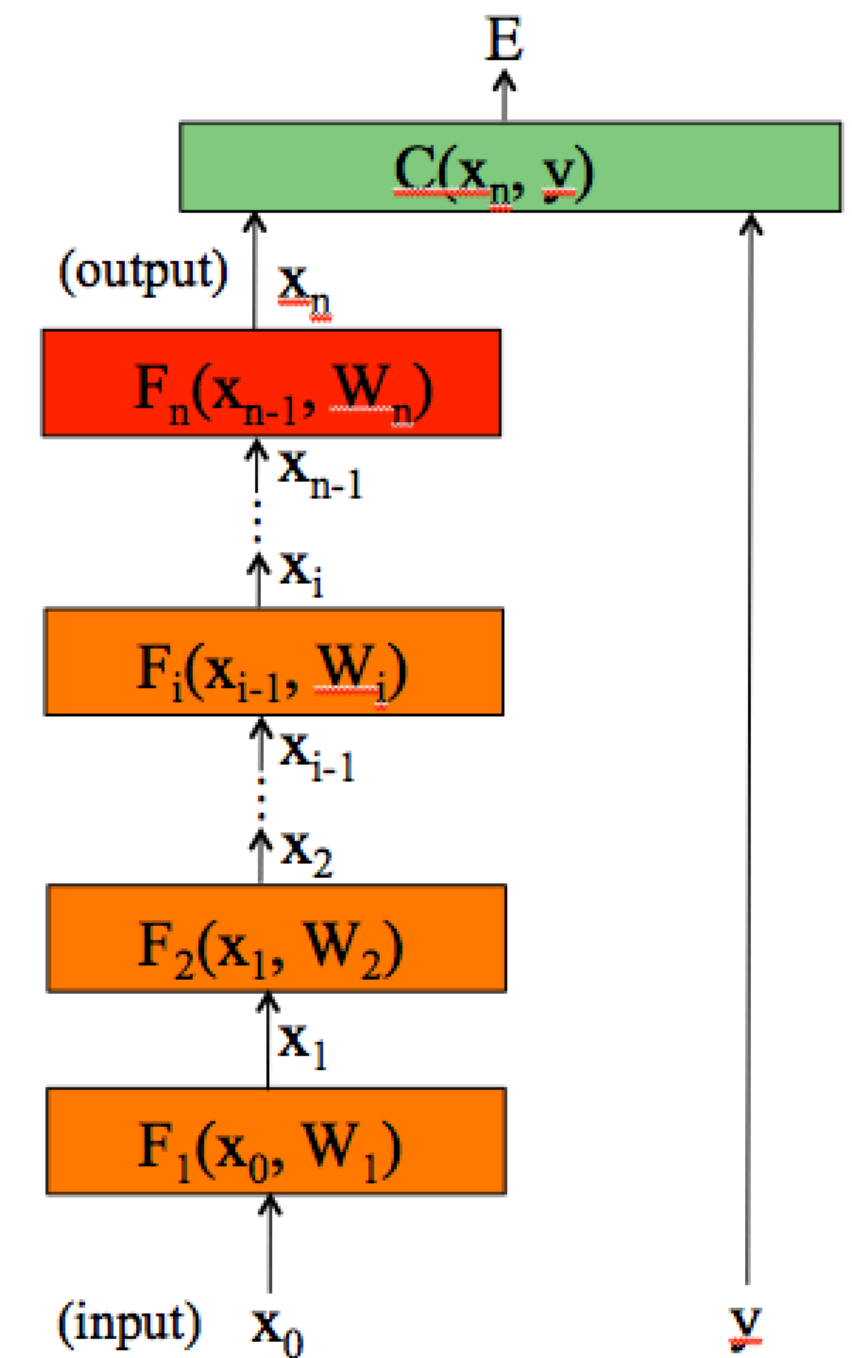 E
C(xₙ, y)
(output) xₙ
Fₙ(xₙ₋₁, Wₙ)
xₙ₋₁
⋮
xᵢ
Fᵢ(xᵢ₋₁, Wᵢ)
xᵢ₋₁
⋮
x₂
F₂(x₁, W₂)
x₁
F₁(x₀, W₁)
(input) x₀ y